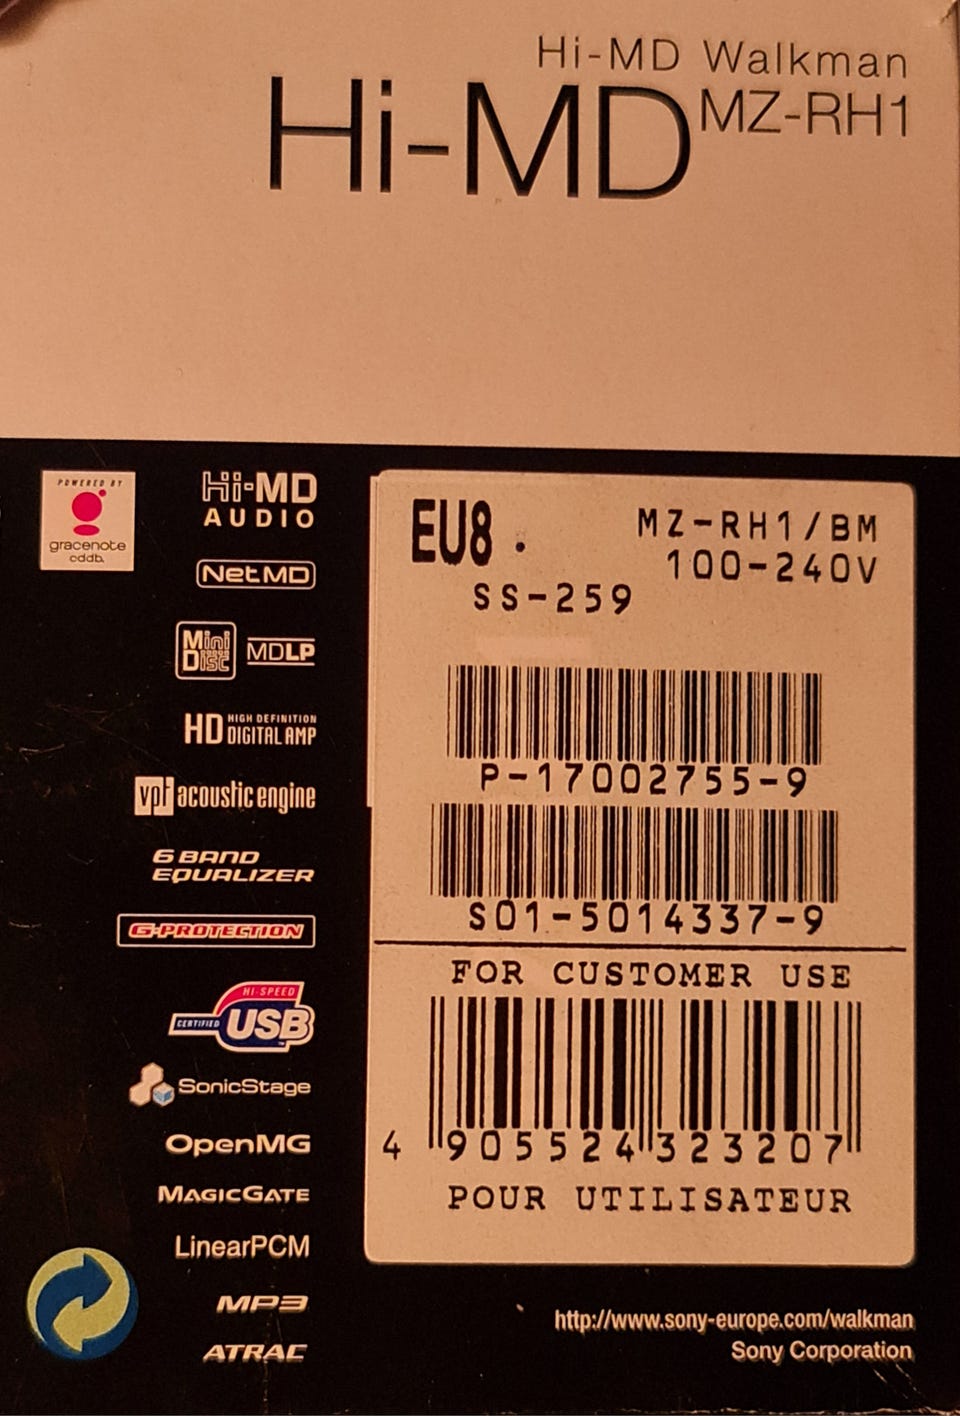 Hi-MD Walkman
Hi-MD MZ-RH1
POWERED BY
gracenote
cddb.
Hi-MD
AUDIO
NetMD
Mini
Disc
MDLP
HD HIGH DEFINITION
DIGITAL AMP
vpt acoustic engine
6 BAND
EQUALIZER
G-PROTECTION
HI-SPEED
CERTIFIED USB
SonicStage
OpenMG
MAGICGATE
LinearPCM
MP3
ATRAC
EU8 .
MZ-RH1/BM
100-240V
SS-259
P-17002755-9
S01-5014337-9
FOR CUSTOMER USE
4 905524 323207
POUR UTILISATEUR
http://www.sony-europe.com/walkman
Sony Corporation